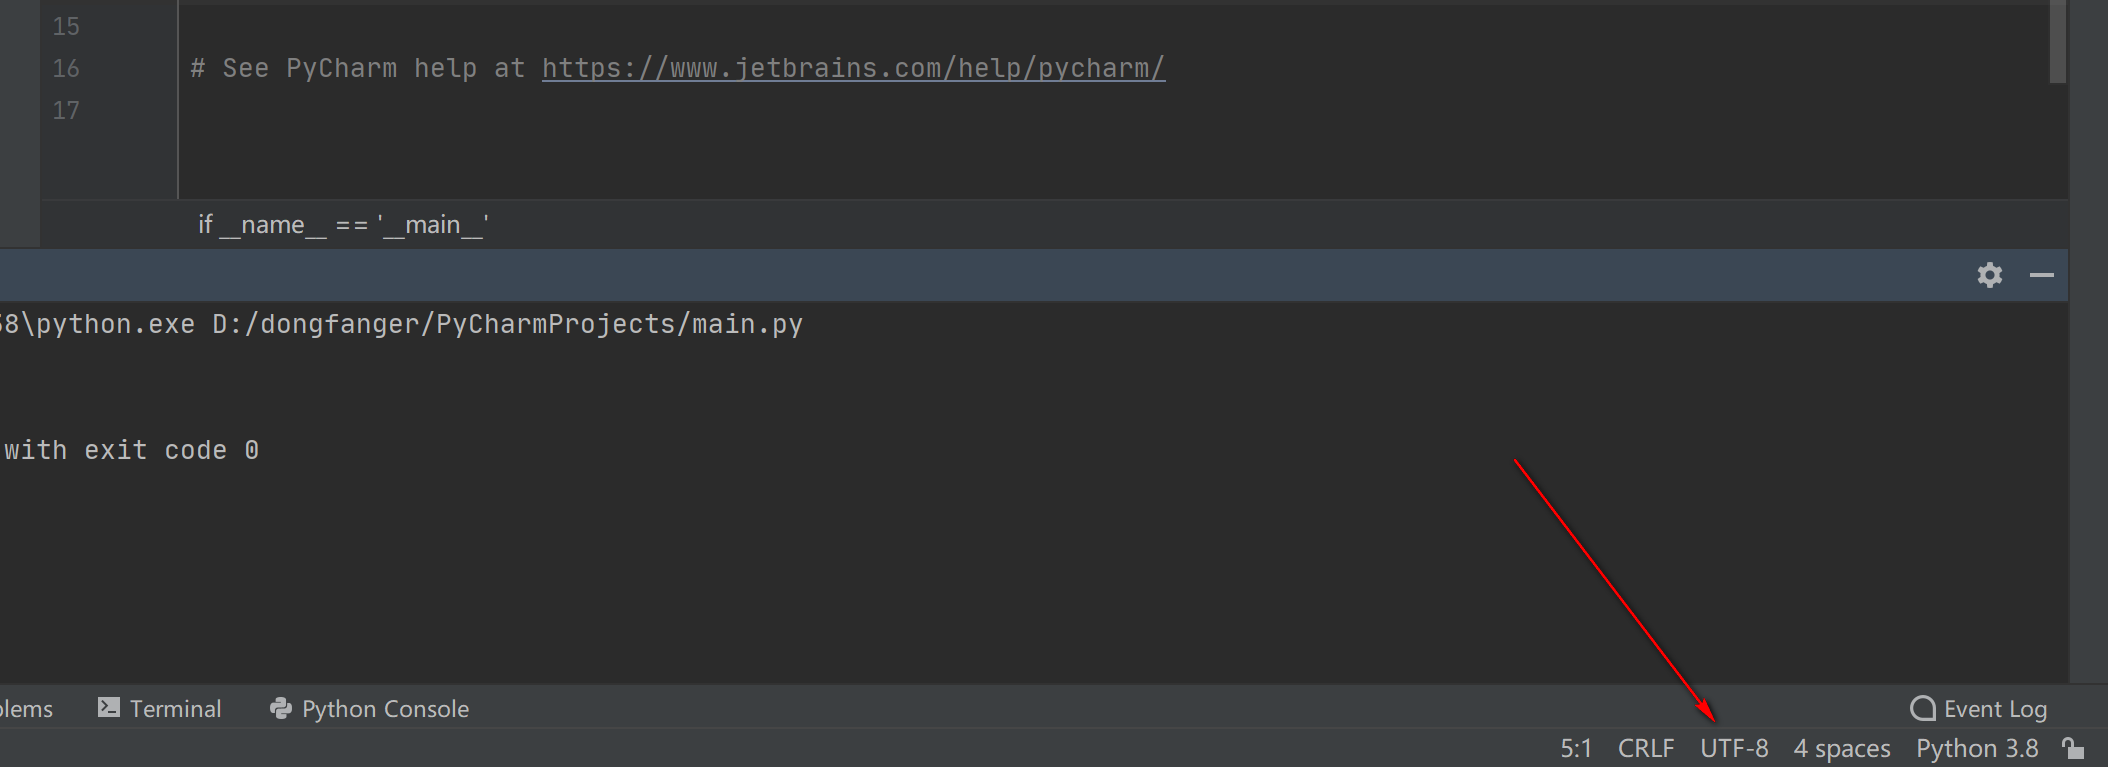 15
16 # See PyCharm help at https://www.jetbrains.com/help/pycharm/
17
if __name__ == '__main__'
8\python.exe D:/dongfanger/PyCharmProjects/main.py
with exit code 0
lems Terminal Python Console Event Log
5:1 CRLF UTF-8 4 spaces Python 3.8